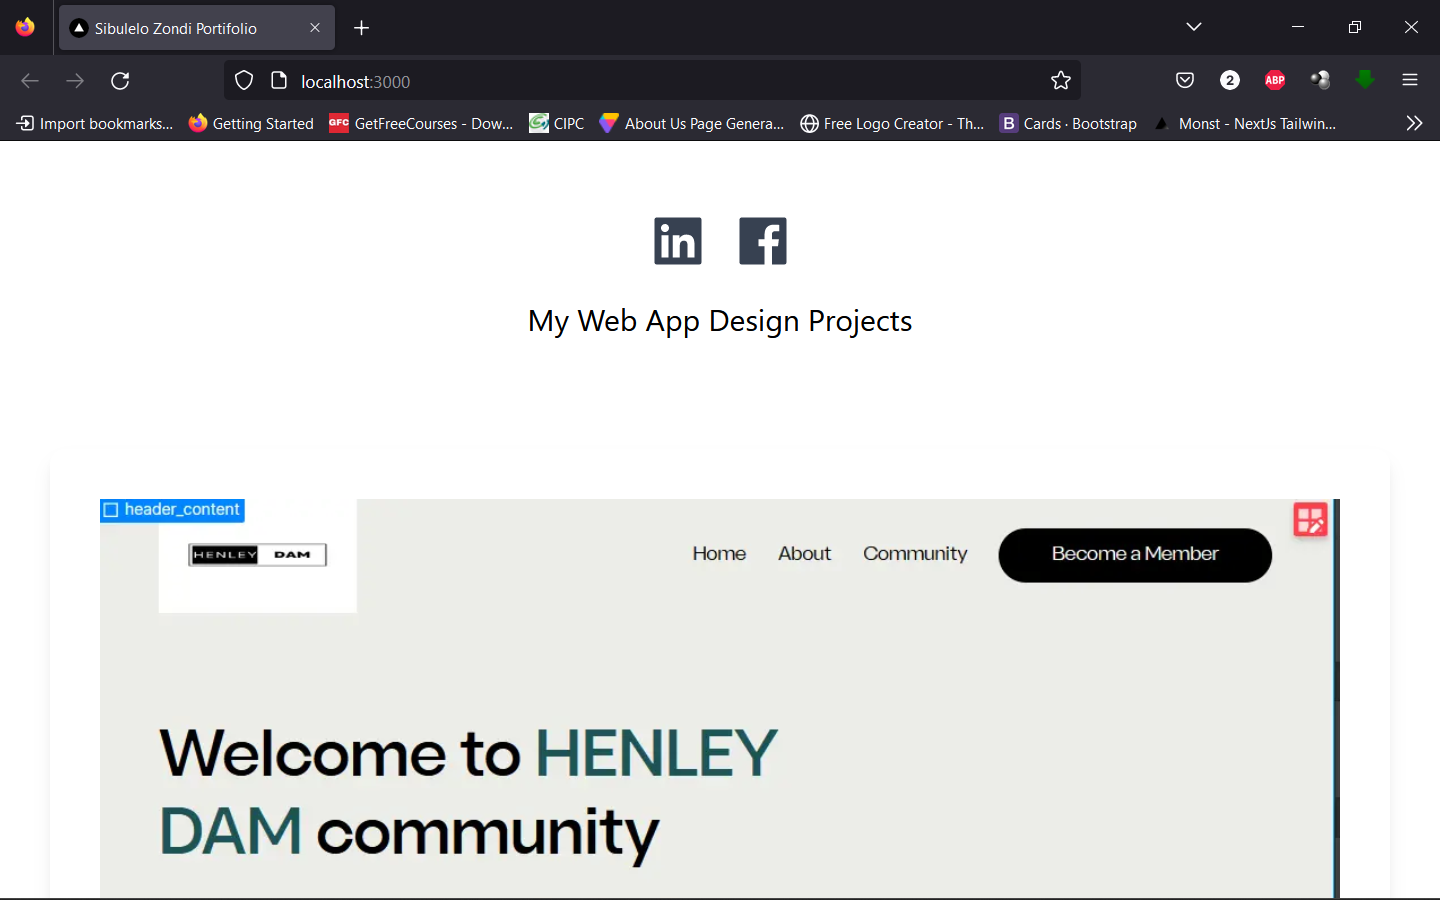 Sibulelo Zondi Portifolio
localhost:3000
2
ABP
Import bookmarks...
Getting Started
GFC
GetFreeCourses - Dow...
CIPC
About Us Page Genera...
Free Logo Creator - Th...
B
Cards · Bootstrap
Monst - NextJs Tailwin...
in
f
My Web App Design Projects
header_content
HENLEY DAM
Home
About
Community
Become a Member
Welcome to HENLEY
DAM community